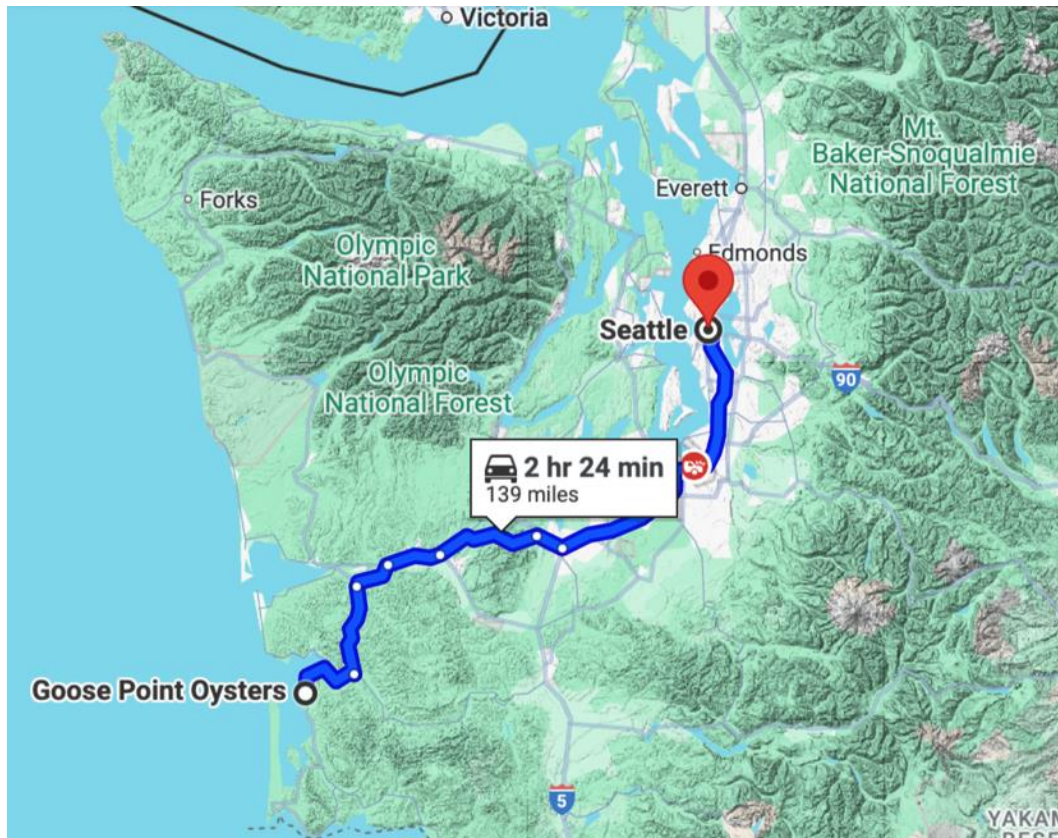 Victoria
Mt.
Baker-Snoqualmie
National Forest
Everett
Forks
Olympic
National Park
Edmonds
Seattle
Olympic
National Forest
90
2 hr 24 min
139 miles
Goose Point Oysters
5